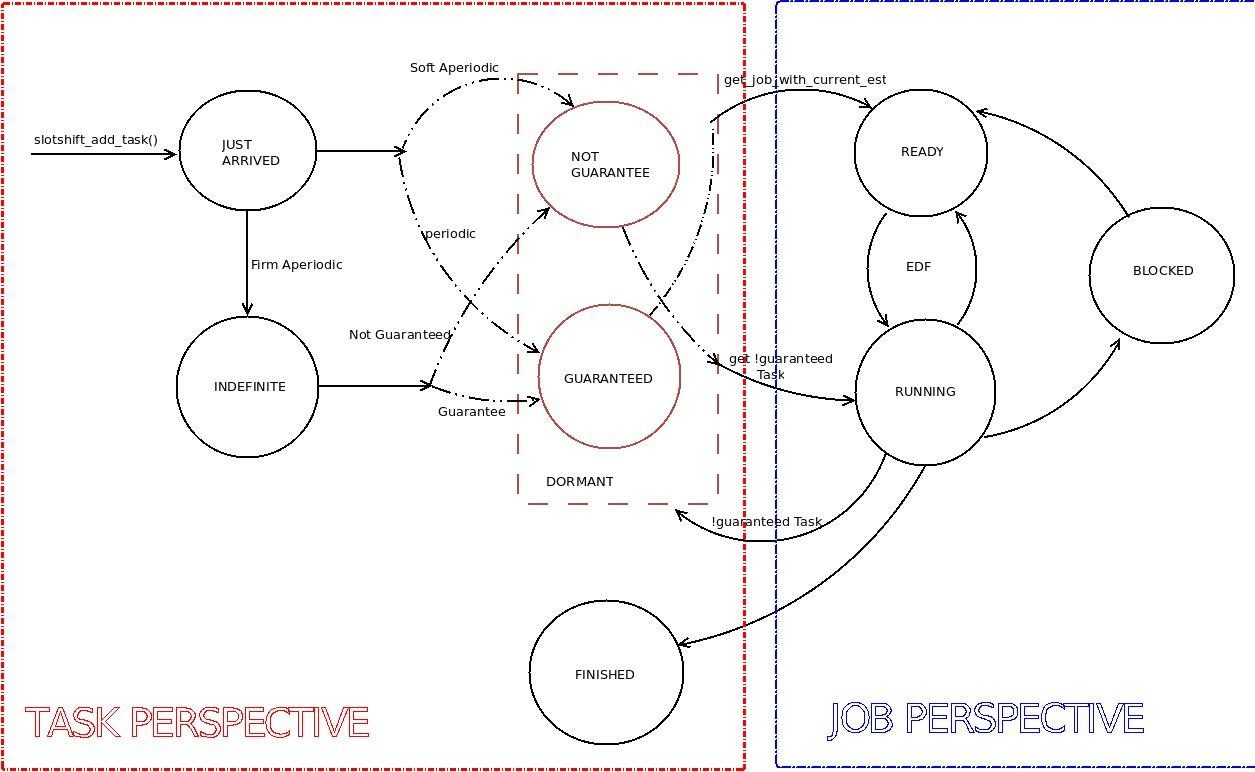 Soft Aperiodic
get_job_with_current_est
slotshift_add_task()
JUST
ARRIVED
NOT
GUARANTEE
READY
periodic
Firm Aperiodic
EDF
BLOCKED
Not Guaranteed
get !guaranteed
Task
INDEFINITE
GUARANTEED
RUNNING
Guarantee
DORMANT
!guaranteed Task
FINISHED
TASK PERSPECTIVE
JOB PERSPECTIVE